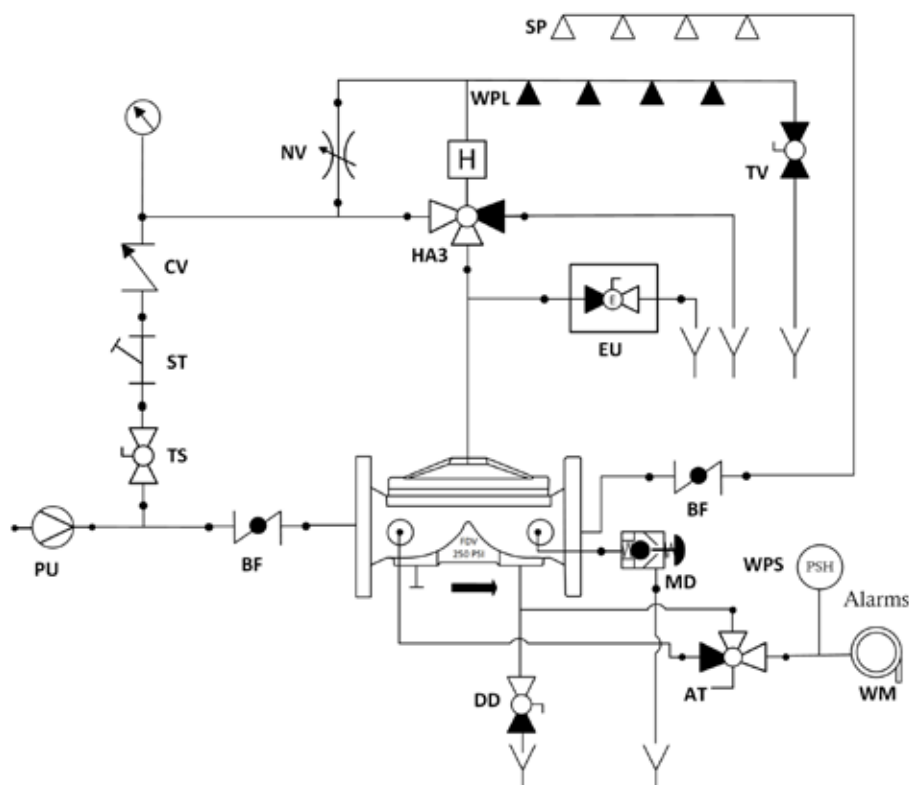 SP
WPL
NV
H
TV
HA3
CV
E
EU
ST
TS
BF
FDV
250 PSI
PU
BF
MD
WPS
PSH
Alarms
AT
WM
DD